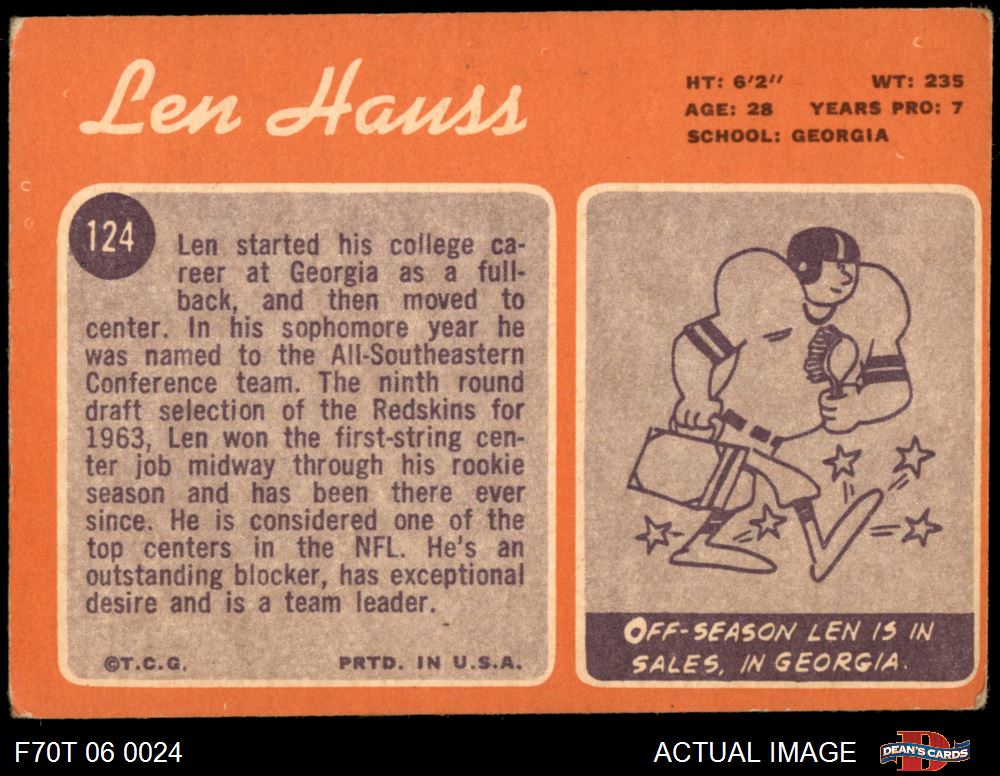 Len Hauss
HT: 6'2" WT: 235
AGE: 28 YEARS PRO: 7
SCHOOL: GEORGIA
124
Len started his college ca-
reer at Georgia as a full-
back, and then moved to
center. In his sophomore year he
was named to the All-Southeastern
Conference team. The ninth round
draft selection of the Redskins for
1963, Len won the first-string cen-
ter job midway through his rookie
season and has been there ever
since. He is considered one of the
top centers in the NFL. He's an
outstanding blocker, has exceptional
desire and is a team leader.
©T.C.G. PRTD. IN U.S.A.
OFF-SEASON LEN IS IN
SALES, IN GEORGIA.
F70T 06 0024
ACTUAL IMAGE
D
DEAN'S CARDS